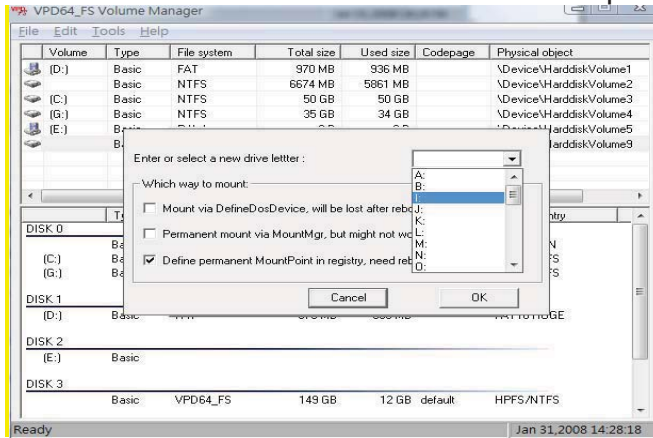 VPD64_FS Volume Manager
File Edit Tools Help
Volume Type File system Total size Used size Codepage Physical object
(D:) Basic FAT 970 MB 936 MB \Device\HarddiskVolume1
Basic NTFS 6674 MB 5861 MB \Device\HarddiskVolume2
(C:) Basic NTFS 50 GB 50 GB \Device\HarddiskVolume3
(G:) Basic NTFS 35 GB 34 GB \Device\HarddiskVolume4
(E:) \Device\HarddiskVolume5
HarddiskVolume9
Enter or select a new drive lettter :
A:
B:
I:
J:
K:
L:
M:
N:
O:
Which way to mount:
Mount via DefineDosDevice, will be lost after
Permanent mount via MountMgr, but might not
Define permanent MountPoint in registry, need
Cancel OK
DISK 0
(C:)
(G:)
DISK 1
(D:)
DISK 2
(E:) Basic
DISK 3
Basic VPD64_FS 149 GB 12 GB default HPFS/NTFS
Ready Jan 31,2008 14:28:18